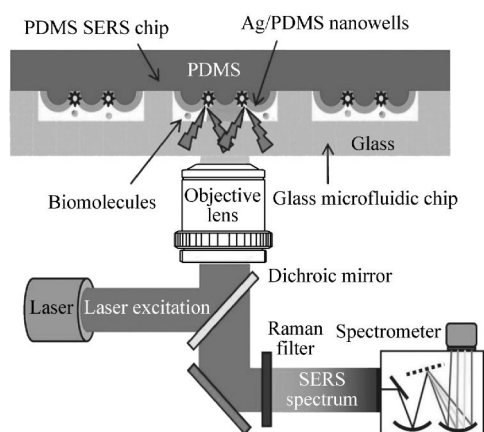 PDMS SERS chip
Ag/PDMS nanowells
PDMS
Glass
Biomolecules
Objective
lens
Glass microfluidic chip
Dichroic mirror
Laser
Laser excitation
Raman
filter
Spectrometer
SERS
spectrum